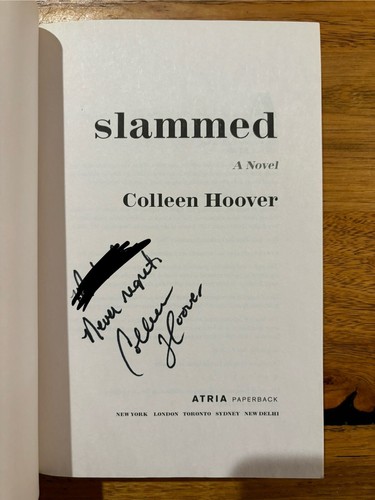 slammed
A Novel
Colleen Hoover
Never regret,
Colleen
Hoover
ATRIA PAPERBACK
NEW YORK LONDON TORONTO SYDNEY NEW DELHI